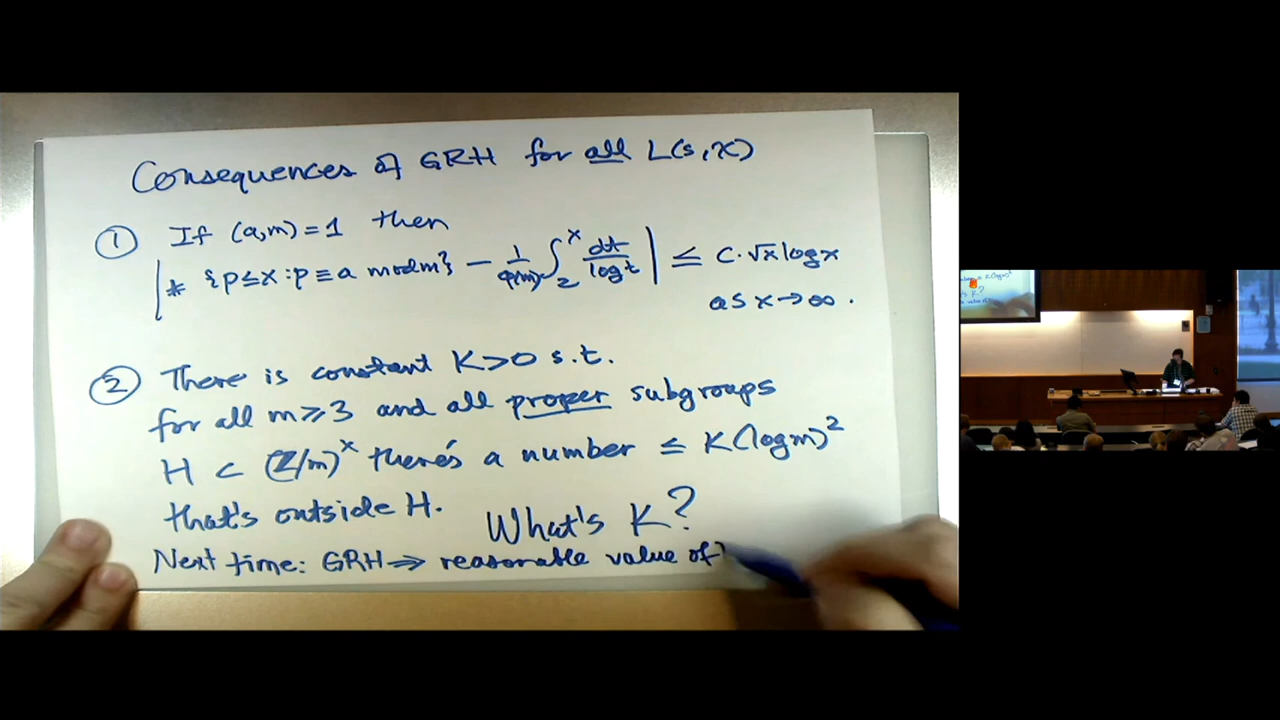 Consequences of GRH for all L(s,χ)
① If (a,m)=1 then
|* {p≤x : p≡a mod m} − 1/φ(m) ∫₂ˣ dt/log t | ≤ C·√x log x
as x→∞.
② There is constant K>0 s.t.
for all m≥3 and all proper subgroups
H ⊂ (ℤ/m)ˣ there's a number ≤ K(log m)²
that's outside H.
What's K?
Next time: GRH ⇒ reasonable value of